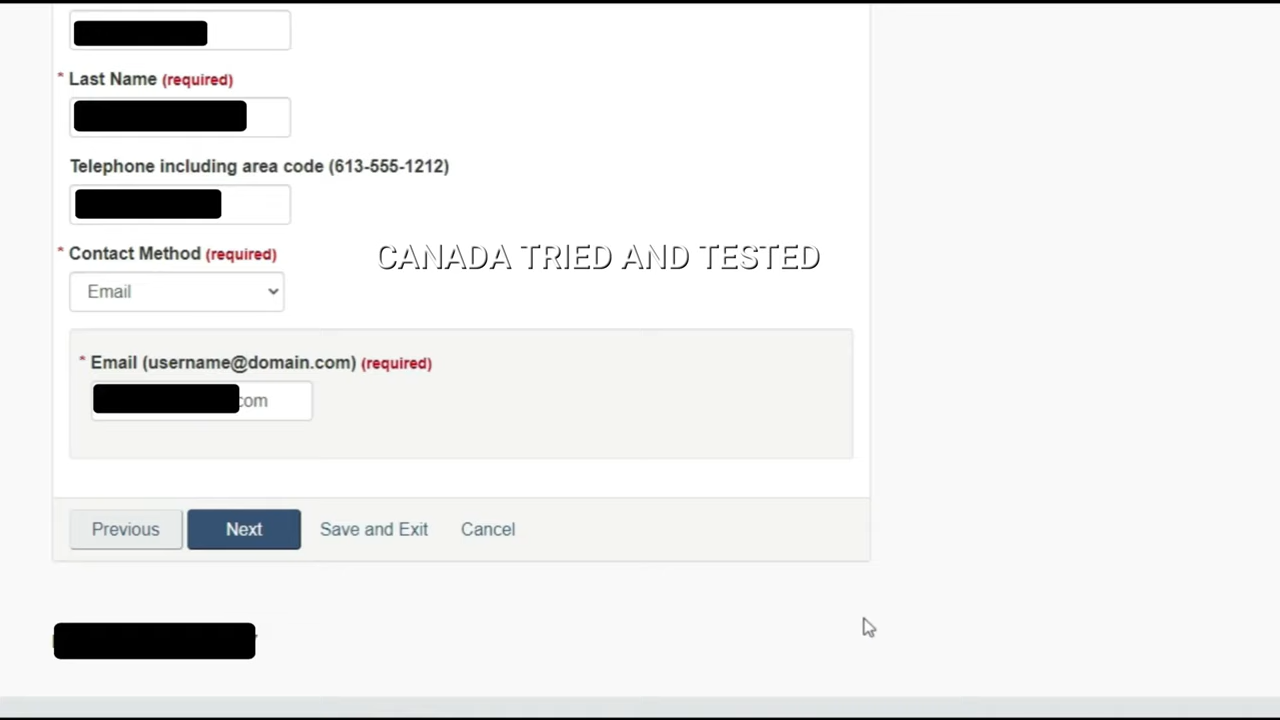 * Last Name (required)
Telephone including area code (613-555-1212)
* Contact Method (required)
CANADA TRIED AND TESTED
Email
* Email (username@domain.com) (required)
com
Previous
Next
Save and Exit
Cancel